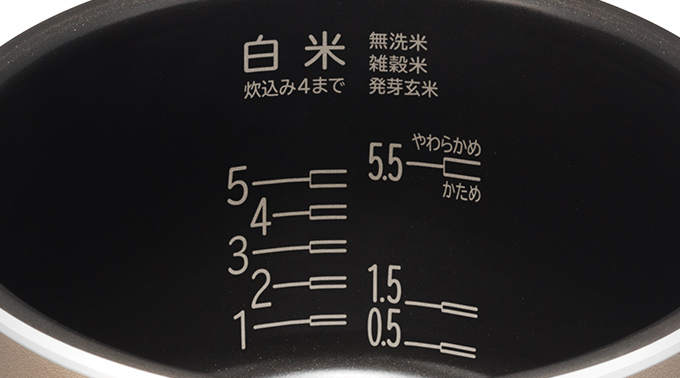 白米
炊込み4まで
無洗米
雑穀米
発芽玄米
5
4
3
2
1
やわらかめ
5.5
かため
1.5
0.5